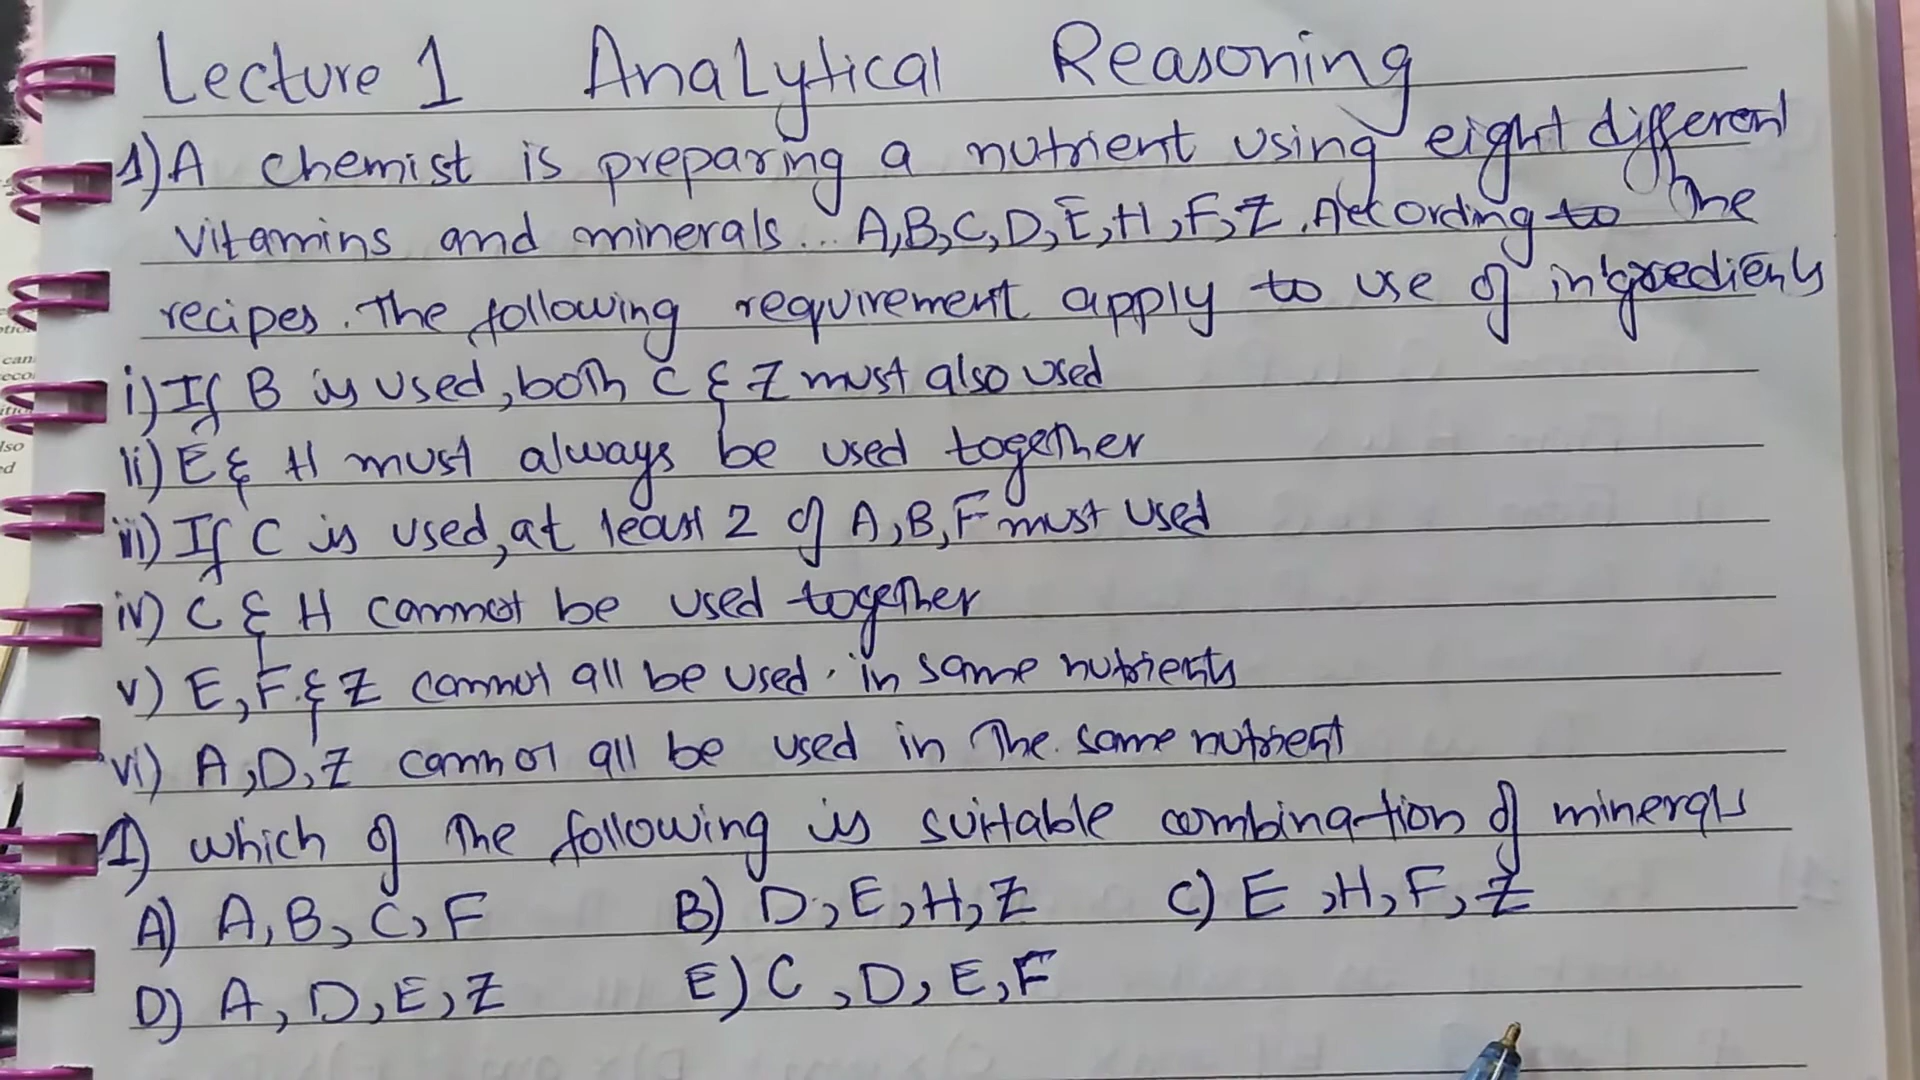 Lecture 1 Analytical Reasoning
1) A chemist is preparing a nutrient using eight different
vitamins and minerals... A, B, C, D, E, H, F, Z. According to the
recipes. The following requirement apply to use of ingredients
i) If B is used, both C & Z must also used
ii) E & H must always be used together
iii) If C is used, at least 2 of A, B, F must used
iv) C & H cannot be used together
v) E, F & Z cannot all be used in same nutrients
vi) A, D, Z cannot all be used in the same nutrient
1) which of the following is suitable combination of minerals
A) A, B, C, F B) D, E, H, Z C) E, H, F, Z
D) A, D, E, Z E) C, D, E, F